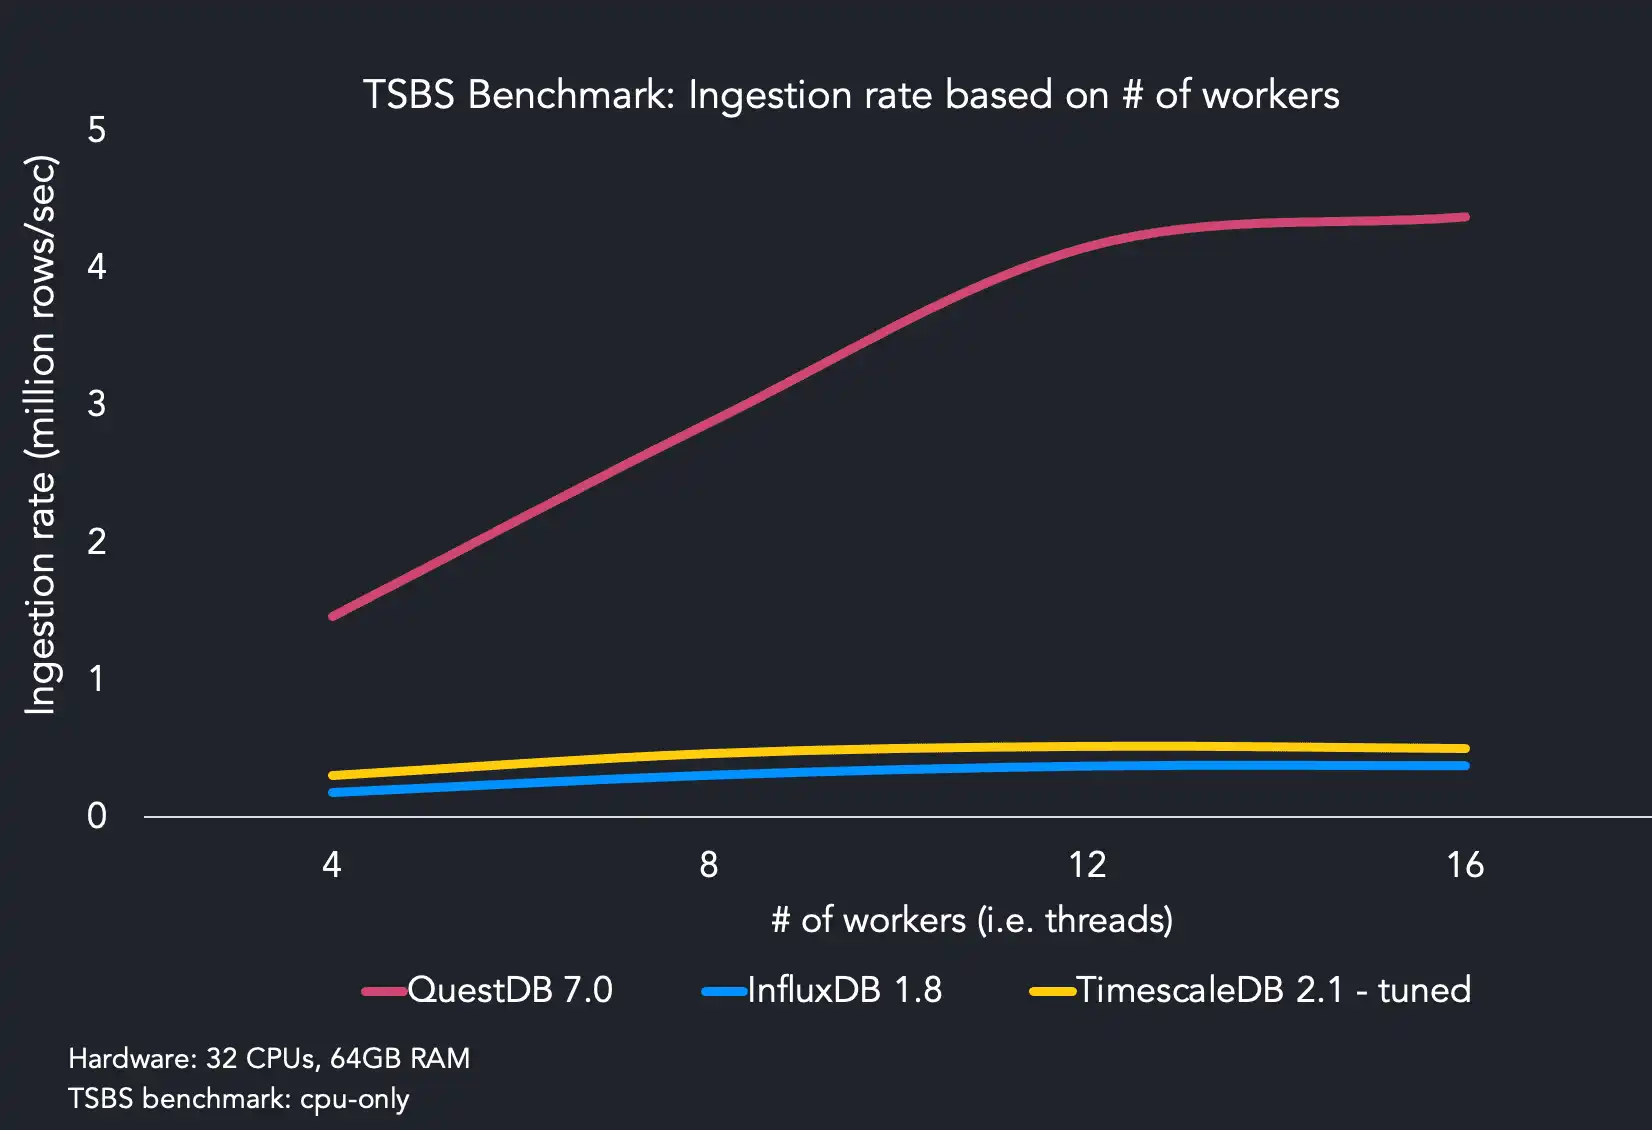 TSBS Benchmark: Ingestion rate based on # of workers
Ingestion rate (million rows/sec)
5
4
3
2
1
0
4 8 12 16
# of workers (i.e. threads)
QuestDB 7.0 InfluxDB 1.8 TimescaleDB 2.1 - tuned
Hardware: 32 CPUs, 64GB RAM
TSBS benchmark: cpu-only